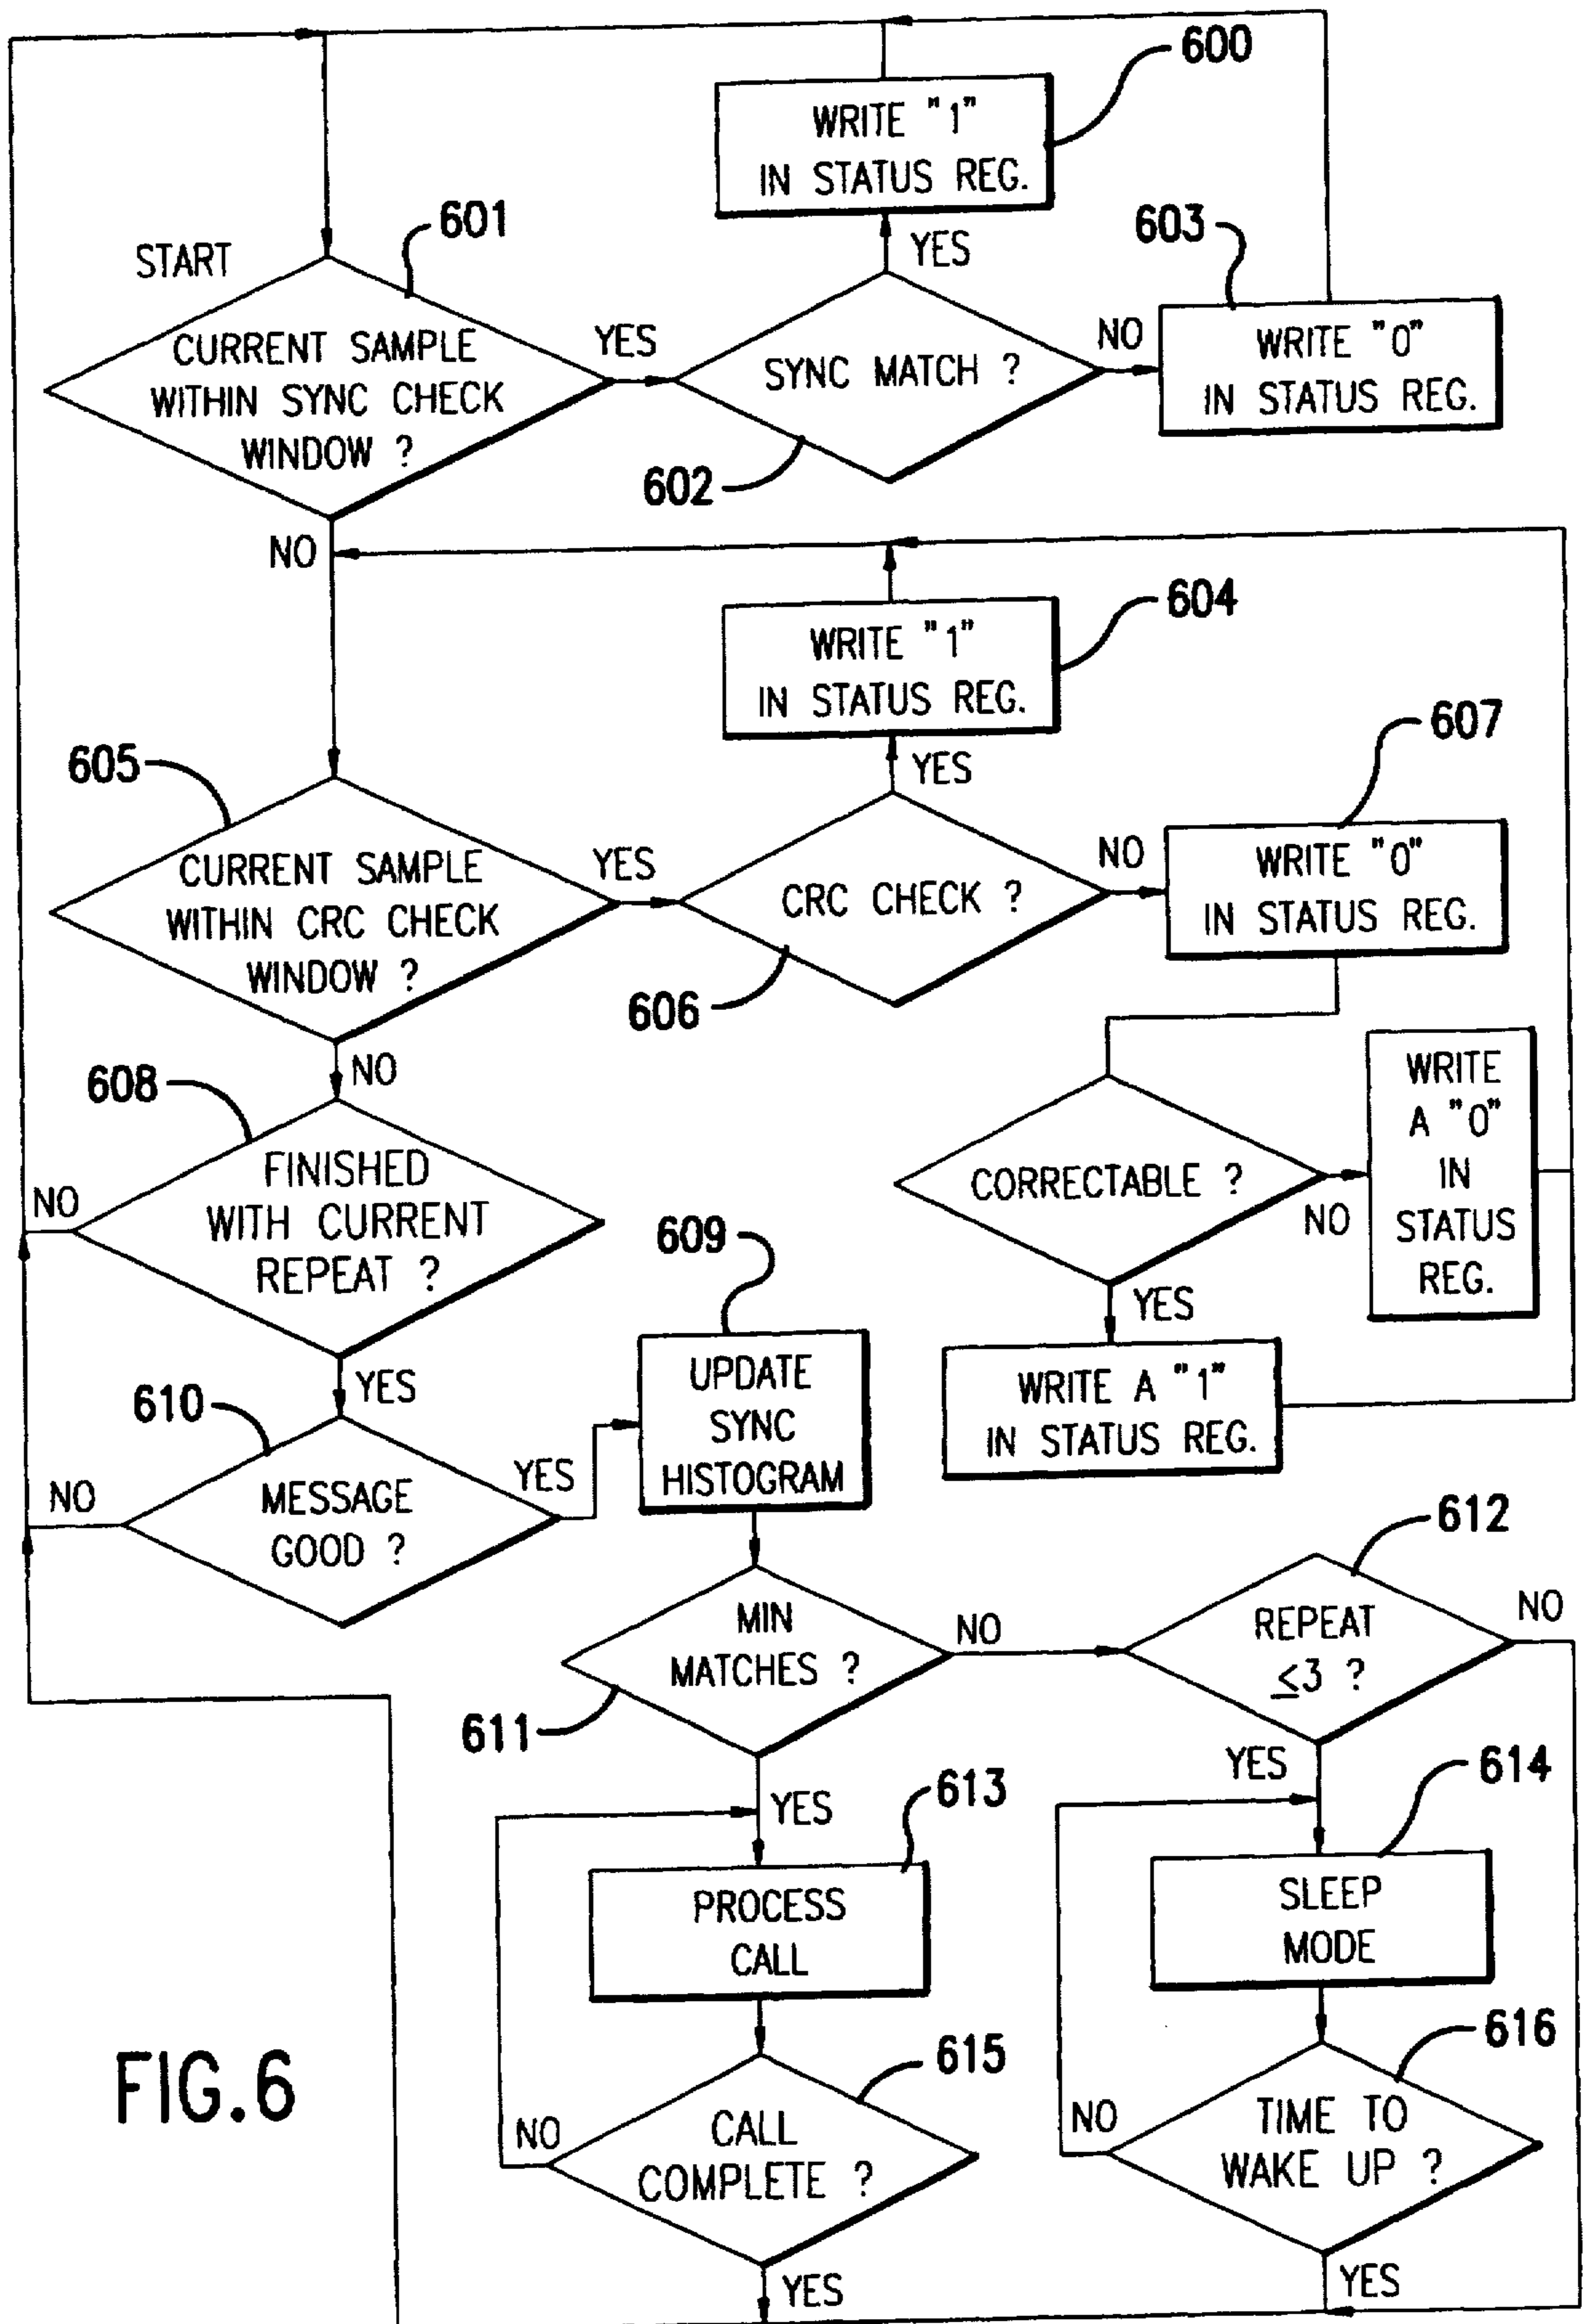 600
WRITE "1"
IN STATUS REG.
601
603
START
YES
CURRENT SAMPLE
WITHIN SYNC CHECK
WINDOW ?
YES
SYNC MATCH ?
NO
WRITE "0"
IN STATUS REG.
602
NO
604
WRITE "1"
IN STATUS REG.
607
605
YES
CURRENT SAMPLE
WITHIN CRC CHECK
WINDOW ?
YES
CRC CHECK ?
NO
WRITE "0"
IN STATUS REG.
606
NO
608
WRITE
A "0"
IN
STATUS
REG.
FINISHED
WITH CURRENT
REPEAT ?
NO
CORRECTABLE ?
NO
609
YES
UPDATE
SYNC
HISTOGRAM
WRITE A "1"
IN STATUS REG.
YES
610
MESSAGE
GOOD ?
NO
YES
612
MIN
MATCHES ?
NO
REPEAT
≤3 ?
NO
611
YES
614
YES
613
PROCESS
CALL
SLEEP
MODE
615
616
CALL
COMPLETE ?
NO
TIME TO
WAKE UP ?
NO
YES
YES
FIG.6